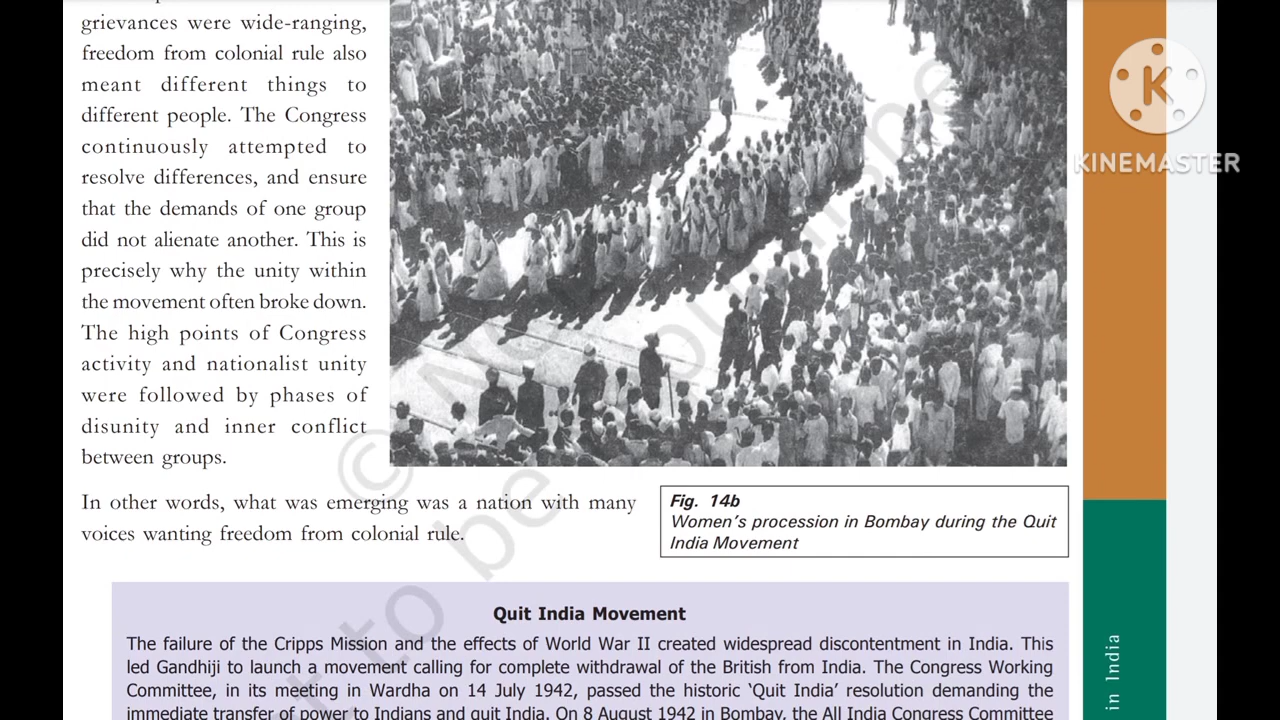 grievances were wide-ranging,
freedom from colonial rule also
meant different things to
different people. The Congress
continuously attempted to
resolve differences, and ensure
that the demands of one group
did not alienate another. This is
precisely why the unity within
the movement often broke down.
The high points of Congress
activity and nationalist unity
were followed by phases of
disunity and inner conflict
between groups.
In other words, what was emerging was a nation with many
voices wanting freedom from colonial rule.
Fig. 14b
Women's procession in Bombay during the Quit
India Movement
Quit India Movement
The failure of the Cripps Mission and the effects of World War II created widespread discontentment in India. This
led Gandhiji to launch a movement calling for complete withdrawal of the British from India. The Congress Working
Committee, in its meeting in Wardha on 14 July 1942, passed the historic ‘Quit India’ resolution demanding the
immediate transfer of power to Indians and quit India. On 8 August 1942 in Bombay, the All India Congress Committee
in India
K
KINEMASTER
© N
to be